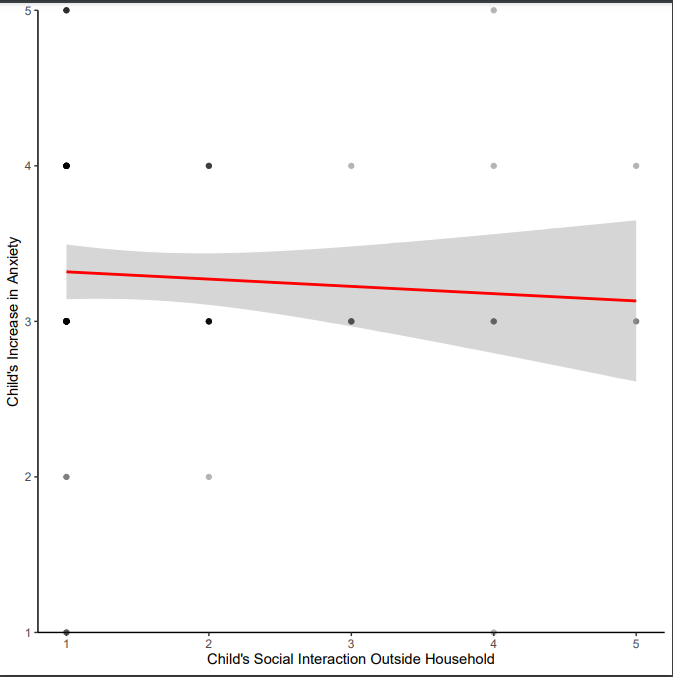 5
4
3
2
1
Child's Increase in Anxiety
1 2 3 4 5
Child's Social Interaction Outside Household